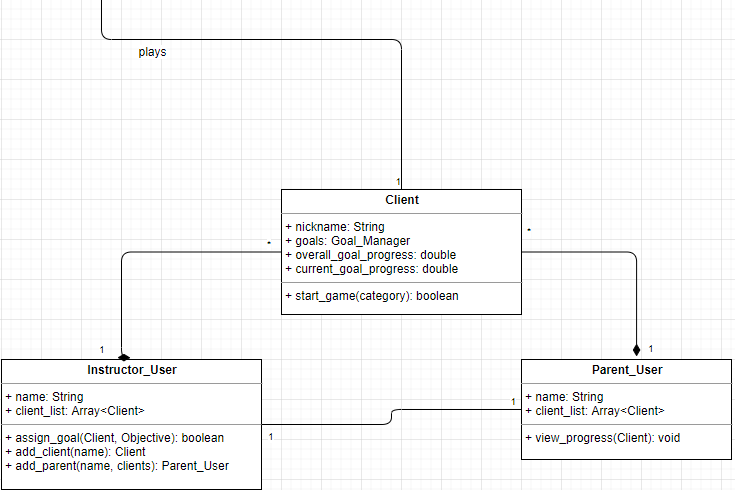 plays
1
Client
+ nickname: String
+ goals: Goal_Manager
+ overall_goal_progress: double
+ current_goal_progress: double
+ start_game(category): boolean
*
*
1
1
Instructor_User
+ name: String
+ client_list: Array<Client>
+ assign_goal(Client, Objective): boolean
+ add_client(name): Client
+ add_parent(name, clients): Parent_User
1
1
Parent_User
+ name: String
+ client_list: Array<Client>
+ view_progress(Client): void